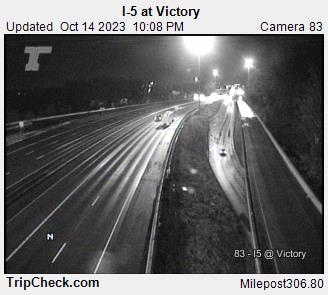 I-5 at Victory
Updated Oct 14 2023 10:08 PM Camera 83
T
N
83 - I5 @ Victory
TripCheck.com Milepost306.80